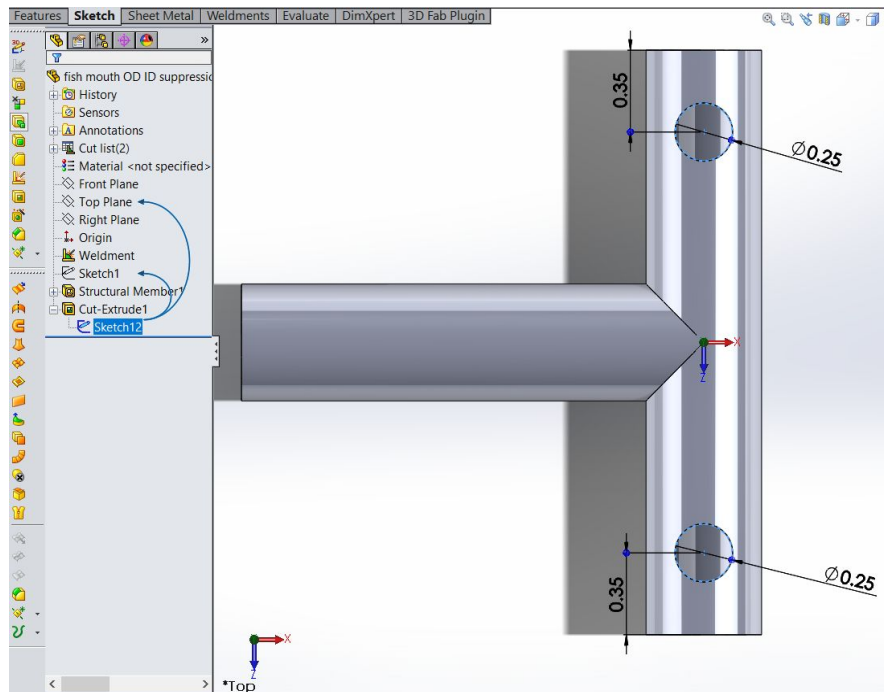 Features Sketch Sheet Metal Weldments Evaluate DimXpert 3D Fab Plugin
»
fish mouth OD ID suppressic
History
Sensors
A Annotations
Cut list(2)
Material <not specified>
Front Plane
Top Plane
Right Plane
Origin
Weldment
Sketch1
Structural Member1
Cut-Extrude1
Sketch12
0.35
Ø0.25
X
Z
0.35
Ø0.25
X
Z
*Top